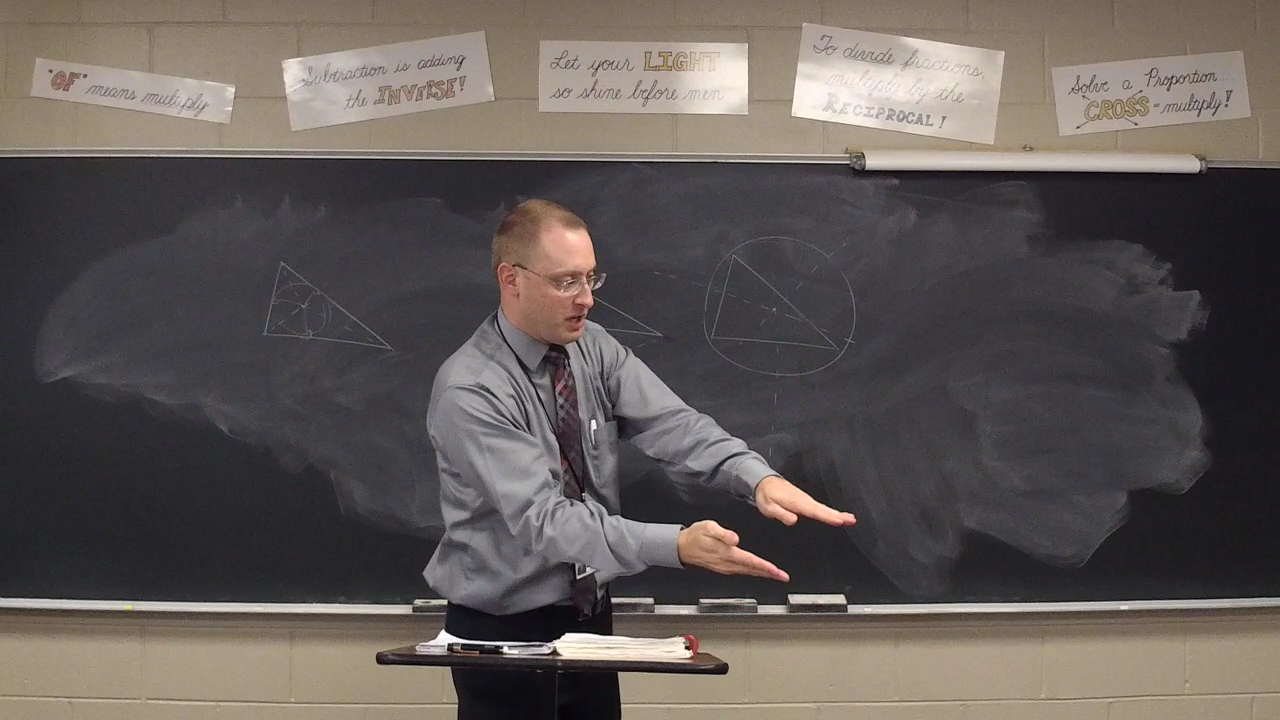 "OF" means multiply
Subtraction is adding
the INVERSE!
Let your LIGHT
so shine before men
To divide fractions,
multiply by the
RECIPROCAL!
Solve a Proportion....
CROSS-multiply!